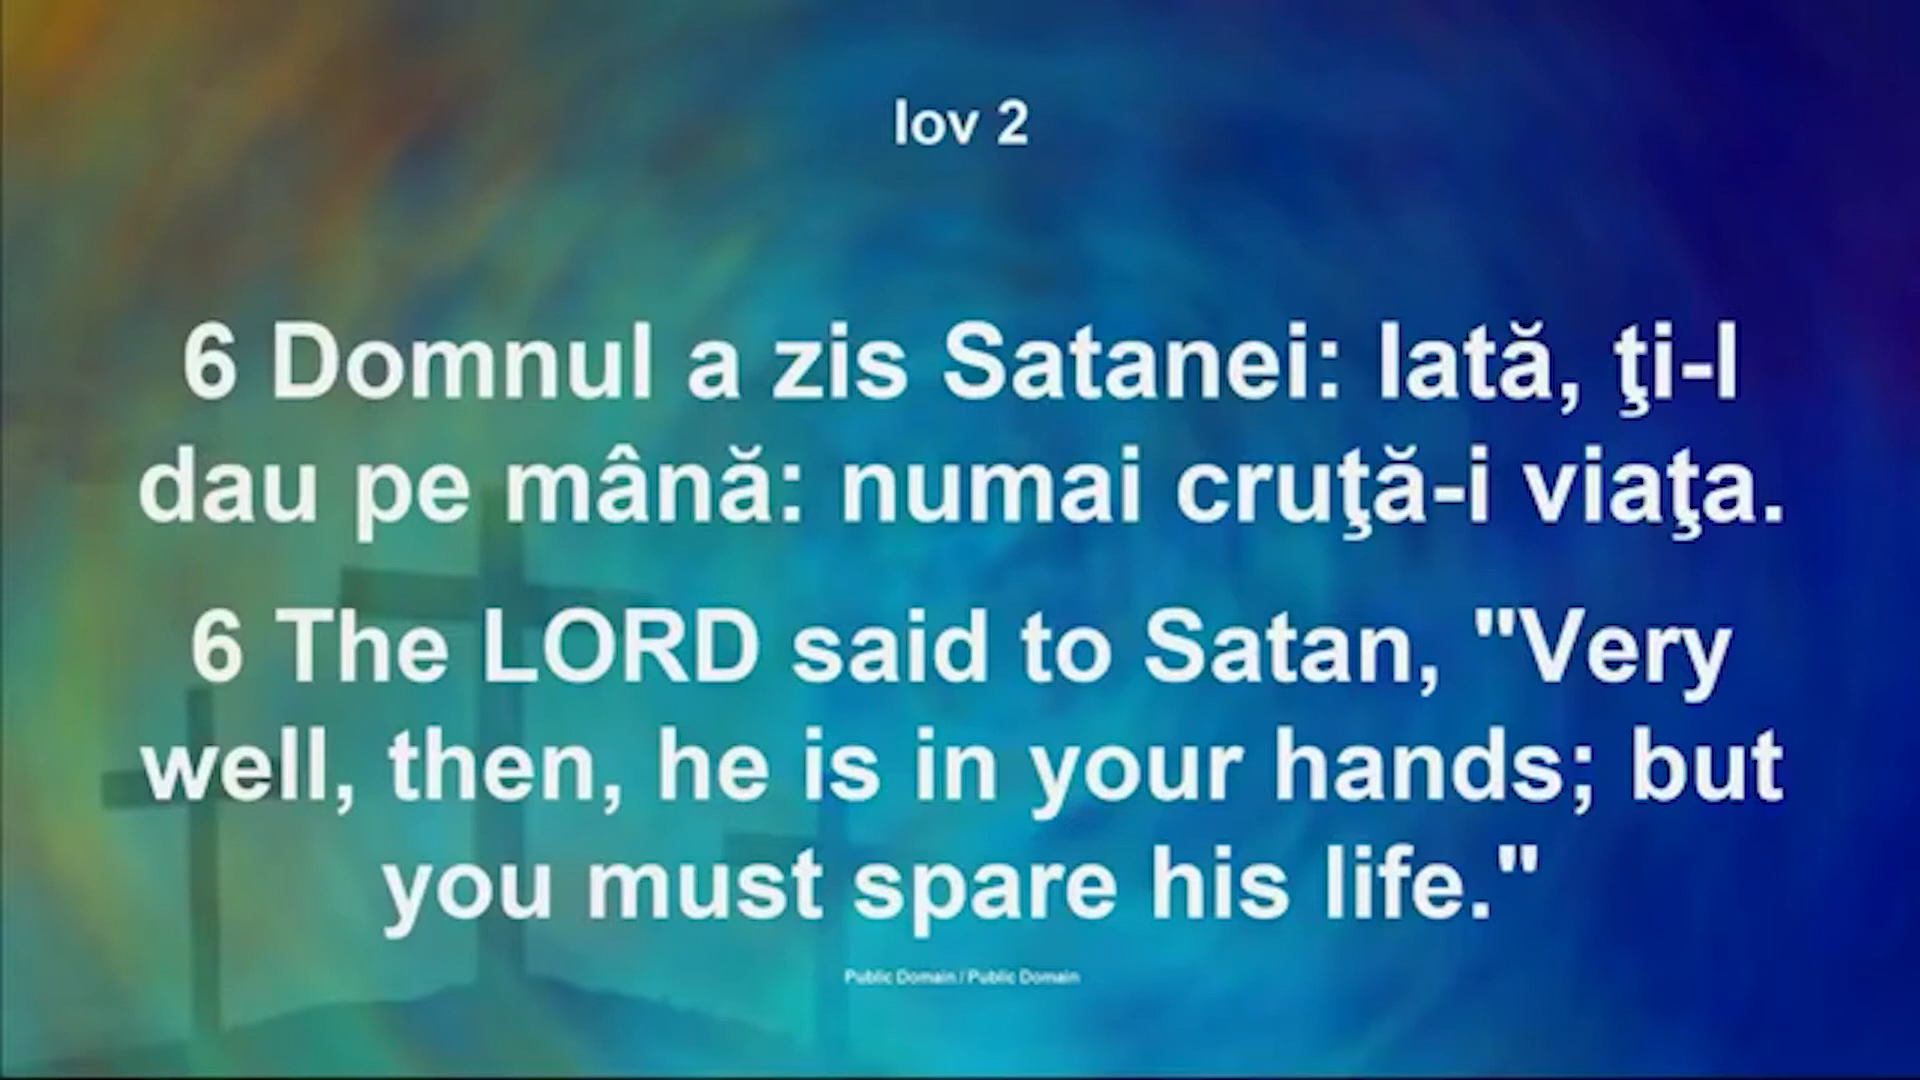 Iov 2
6 Domnul a zis Satanei: Iată, ţi-l
dau pe mână: numai cruţă-i viaţa.
6 The LORD said to Satan, "Very
well, then, he is in your hands; but
you must spare his life."
Public Domain / Public Domain